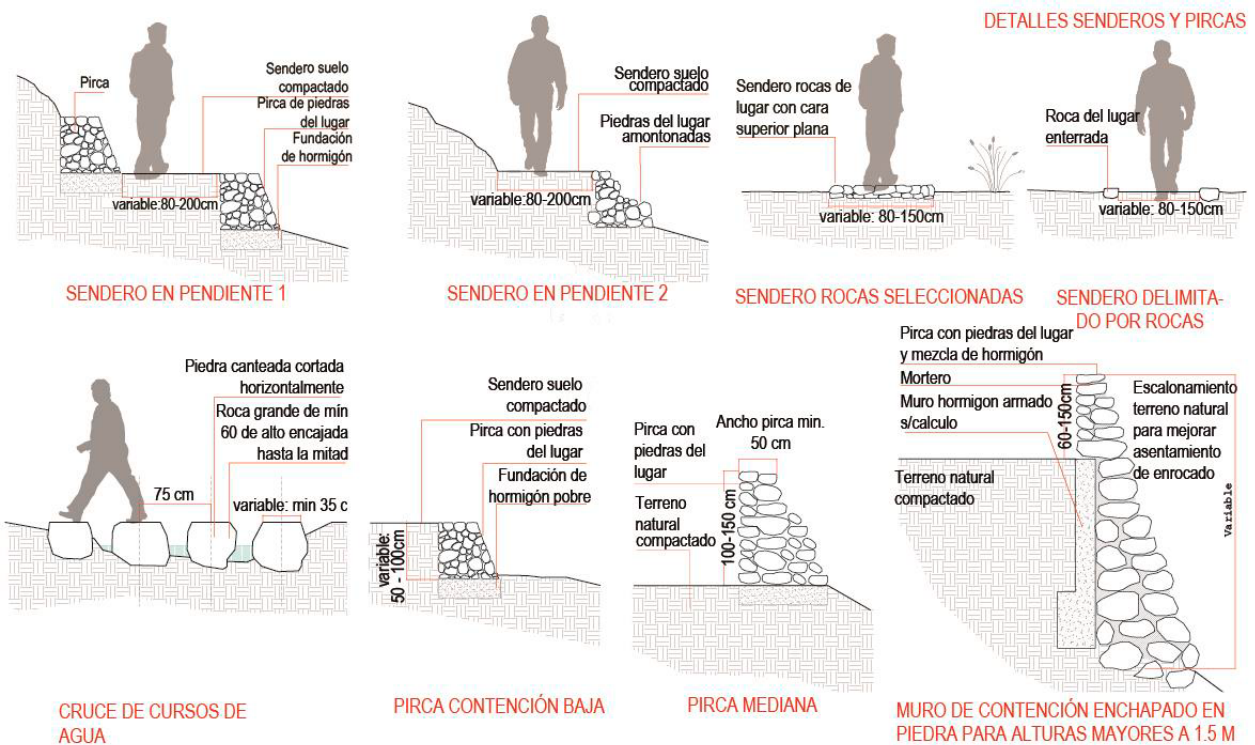 DETALLES SENDEROS Y PIRCAS
Pirca
Sendero suelo
compactado
Pirca de piedras
del lugar
Fundación
de hormigón
variable:80-200cm
SENDERO EN PENDIENTE 1
Sendero suelo
compactado
Piedras del lugar
amontonadas
variable:80-200cm
SENDERO EN PENDIENTE 2
Sendero rocas de
lugar con cara
superior plana
variable: 80-150cm
SENDERO ROCAS SELECCIONADAS
Roca del lugar
enterrada
variable: 80-150cm
SENDERO DELIMITA-
DO POR ROCAS
Piedra canteada cortada
horizontalmente
Roca grande de mín
60 de alto encajada
hasta la mitad
75 cm
variable: min 35 c
CRUCE DE CURSOS DE
AGUA
Sendero suelo
compactado
Pirca con piedras
del lugar
Fundación de
hormigón pobre
variable:
50 - 100cm
PIRCA CONTENCIÓN BAJA
Ancho pirca min.
50 cm
Pirca con
piedras del
lugar
Terreno
natural
compactado
100-150 cm
PIRCA MEDIANA
Pirca con piedras del lugar
y mezcla de hormigón
Mortero
Muro hormigon armado
s/calculo
60-150cm
Escalonamiento
terreno natural
para mejorar
asentamiento
de enrocado
Terreno natural
compactado
Variable
MURO DE CONTENCIÓN ENCHAPADO EN
PIEDRA PARA ALTURAS MAYORES A 1.5 M